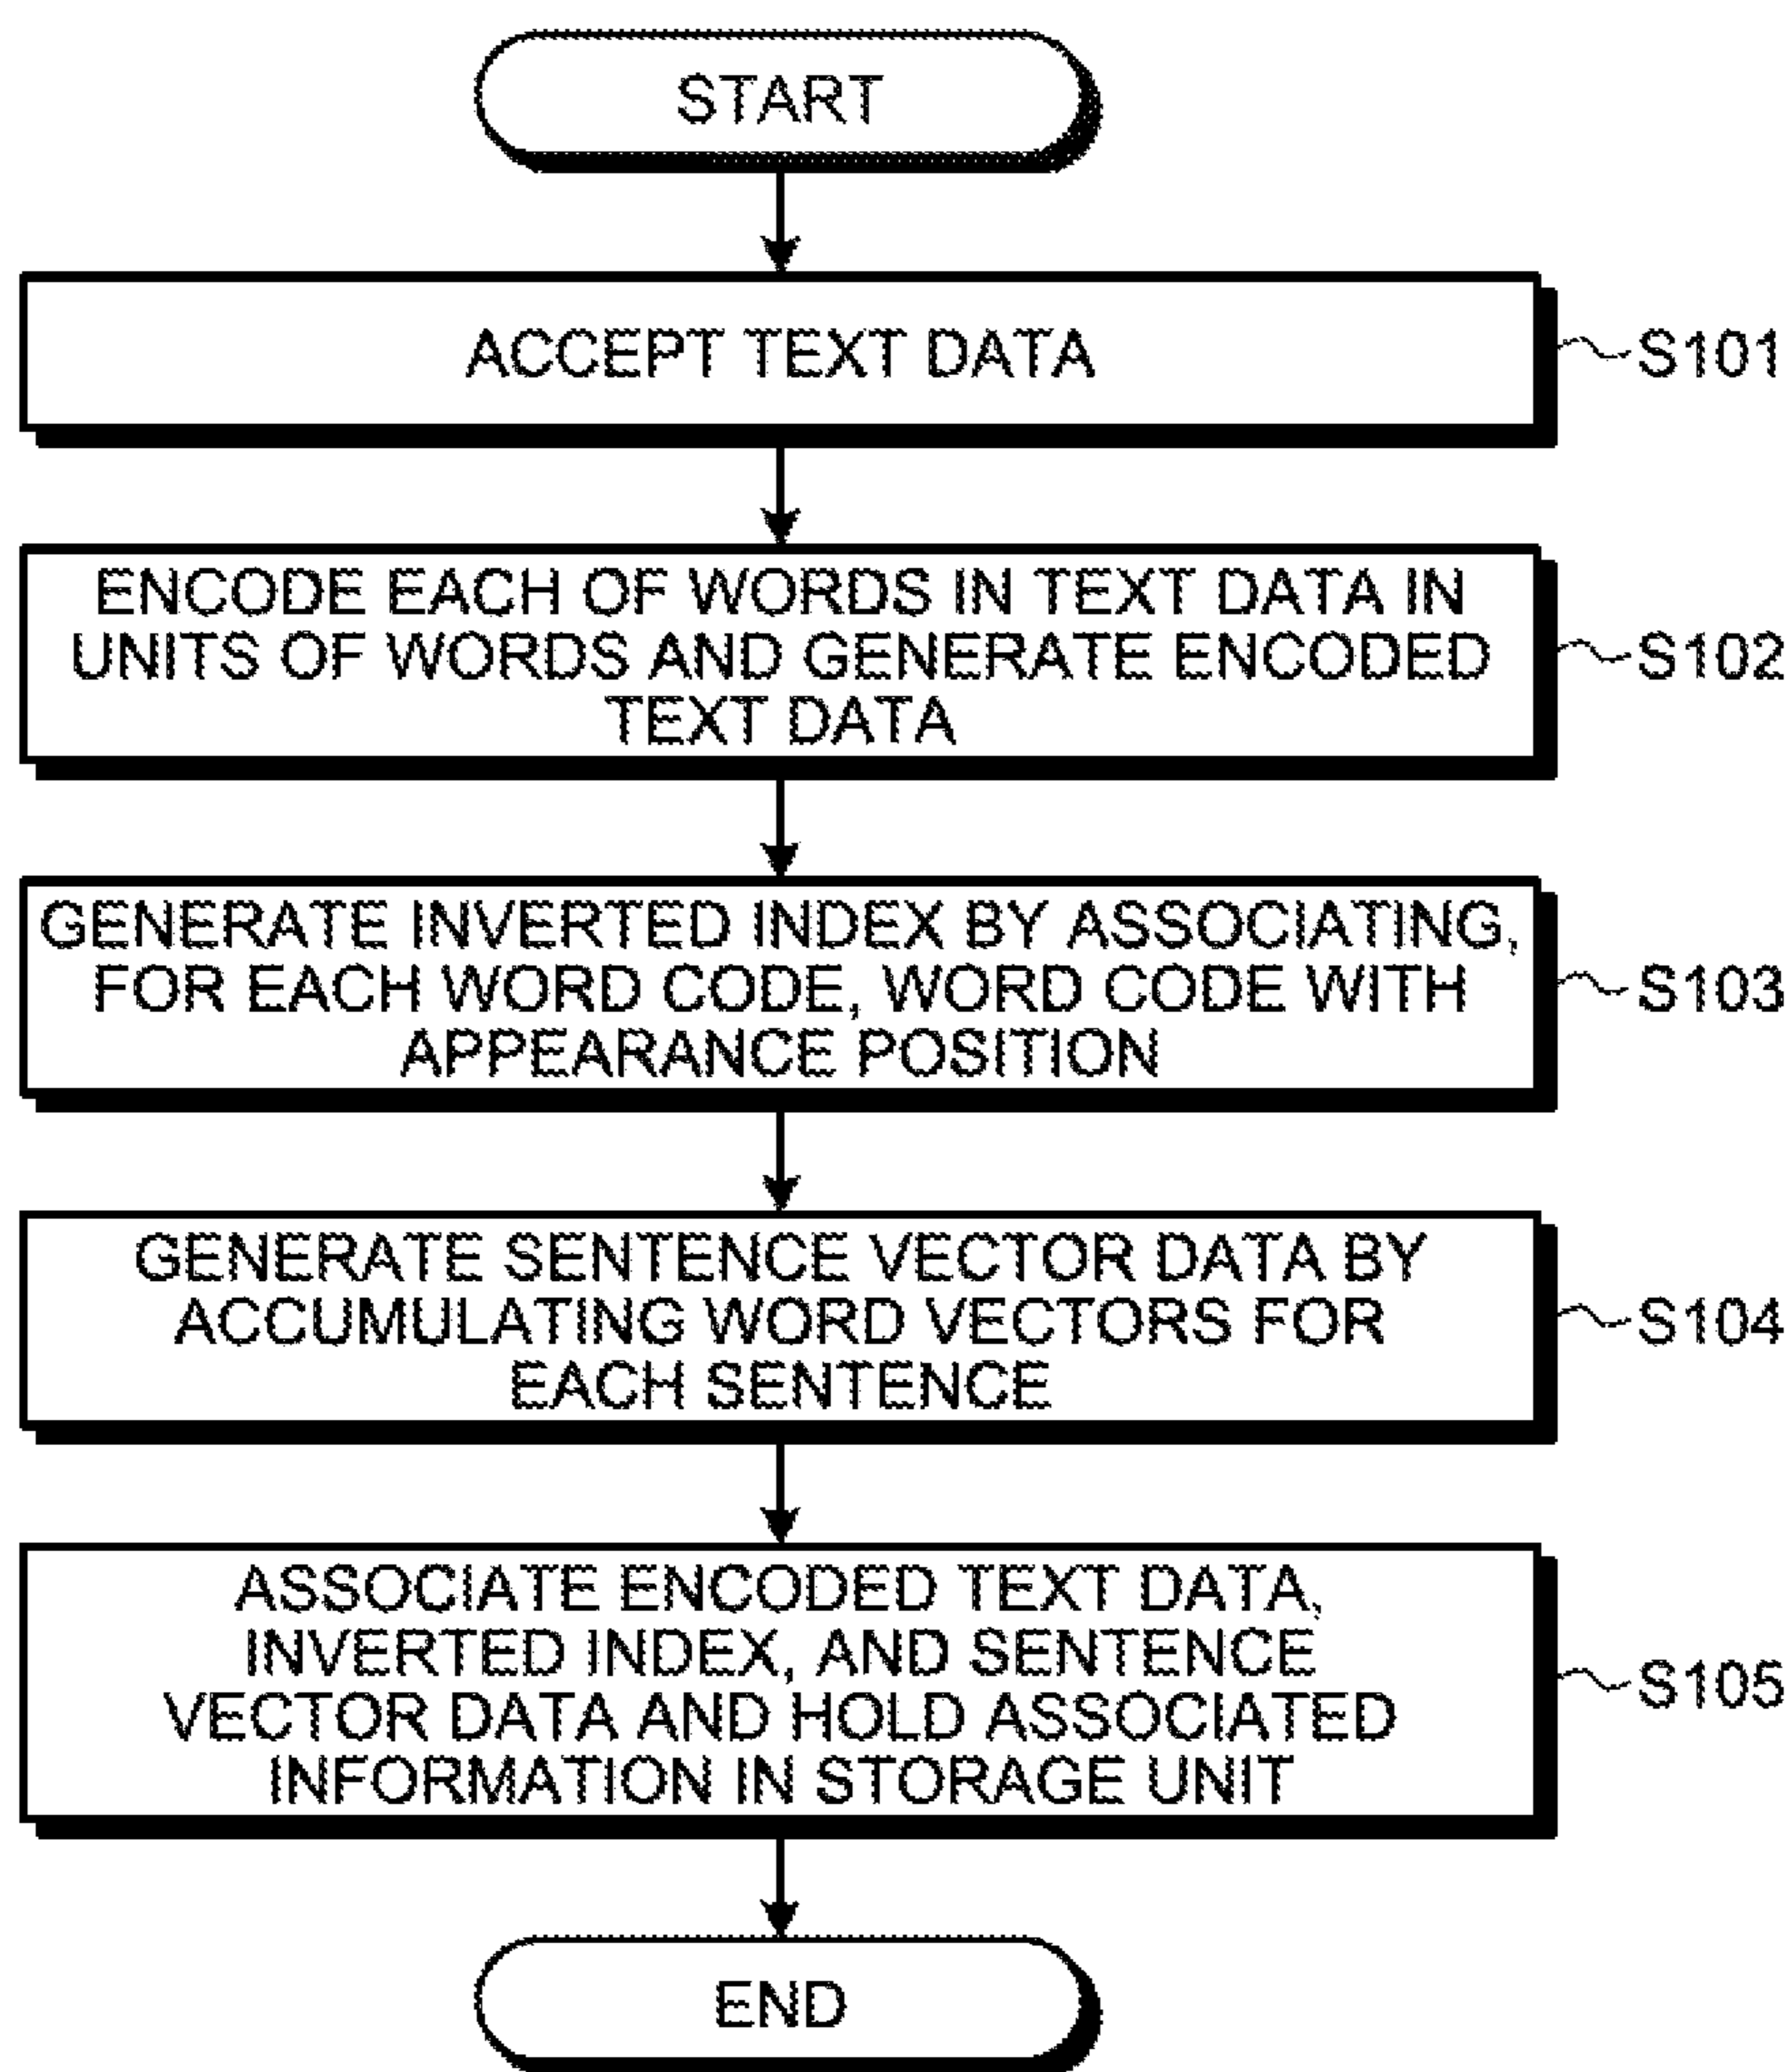 START
ACCEPT TEXT DATA
S101
ENCODE EACH OF WORDS IN TEXT DATA IN
UNITS OF WORDS AND GENERATE ENCODED
TEXT DATA
S102
GENERATE INVERTED INDEX BY ASSOCIATING,
FOR EACH WORD CODE, WORD CODE WITH
APPEARANCE POSITION
S103
GENERATE SENTENCE VECTOR DATA BY
ACCUMULATING WORD VECTORS FOR
EACH SENTENCE
S104
ASSOCIATE ENCODED TEXT DATA,
INVERTED INDEX, AND SENTENCE
VECTOR DATA AND HOLD ASSOCIATED
INFORMATION IN STORAGE UNIT
S105
END